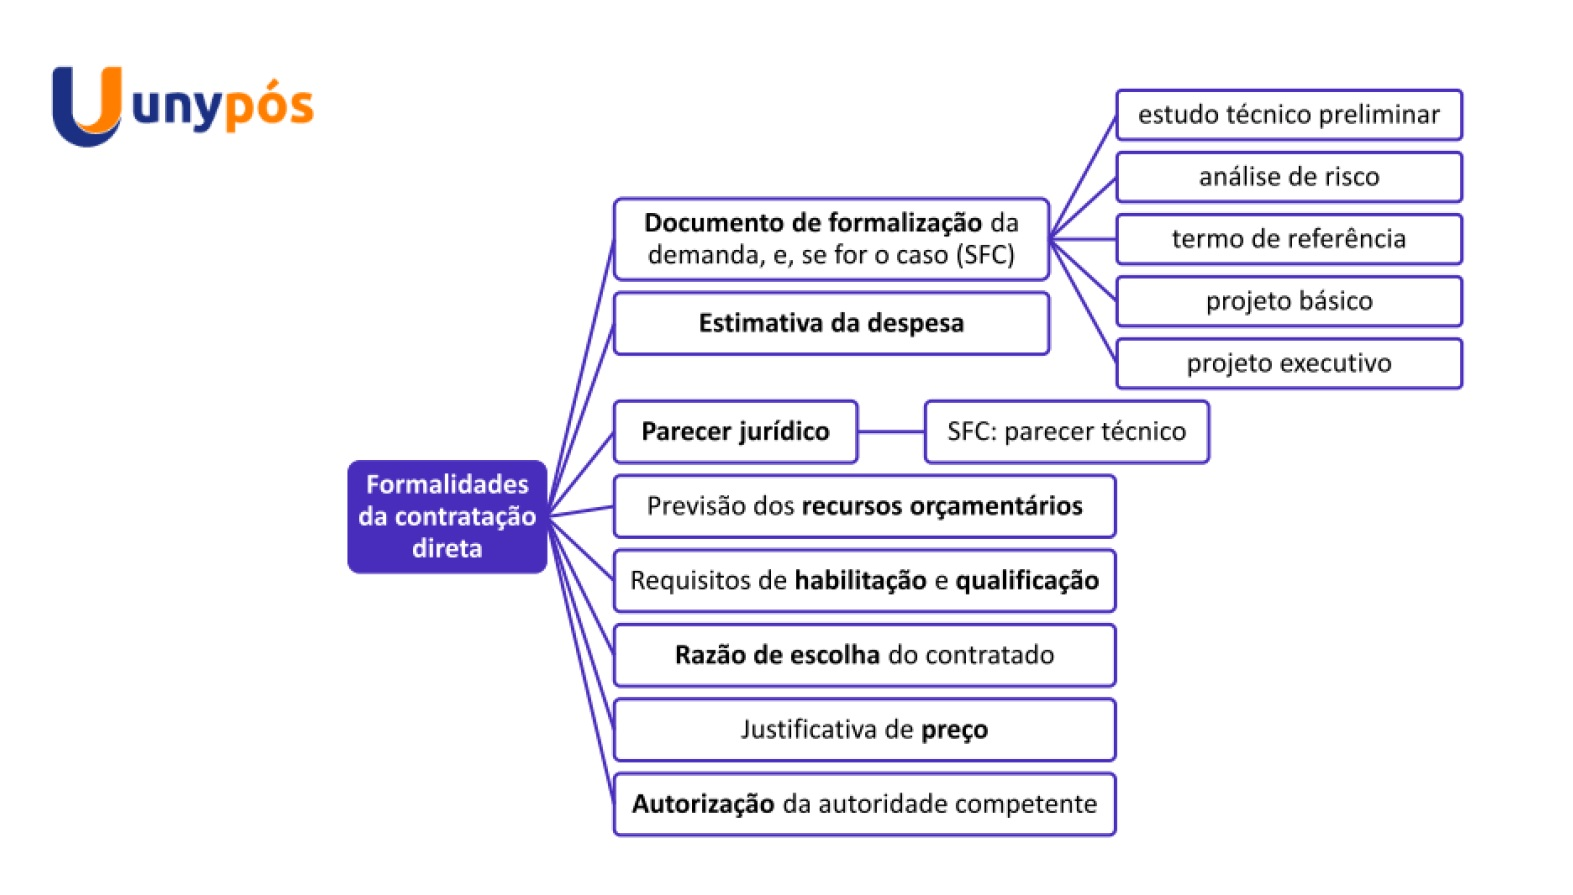 unypós
Formalidades
da contratação
direta
Documento de formalização da
demanda, e, se for o caso (SFC)
estudo técnico preliminar
análise de risco
termo de referência
projeto básico
projeto executivo
Estimativa da despesa
Parecer jurídico
SFC: parecer técnico
Previsão dos recursos orçamentários
Requisitos de habilitação e qualificação
Razão de escolha do contratado
Justificativa de preço
Autorização da autoridade competente